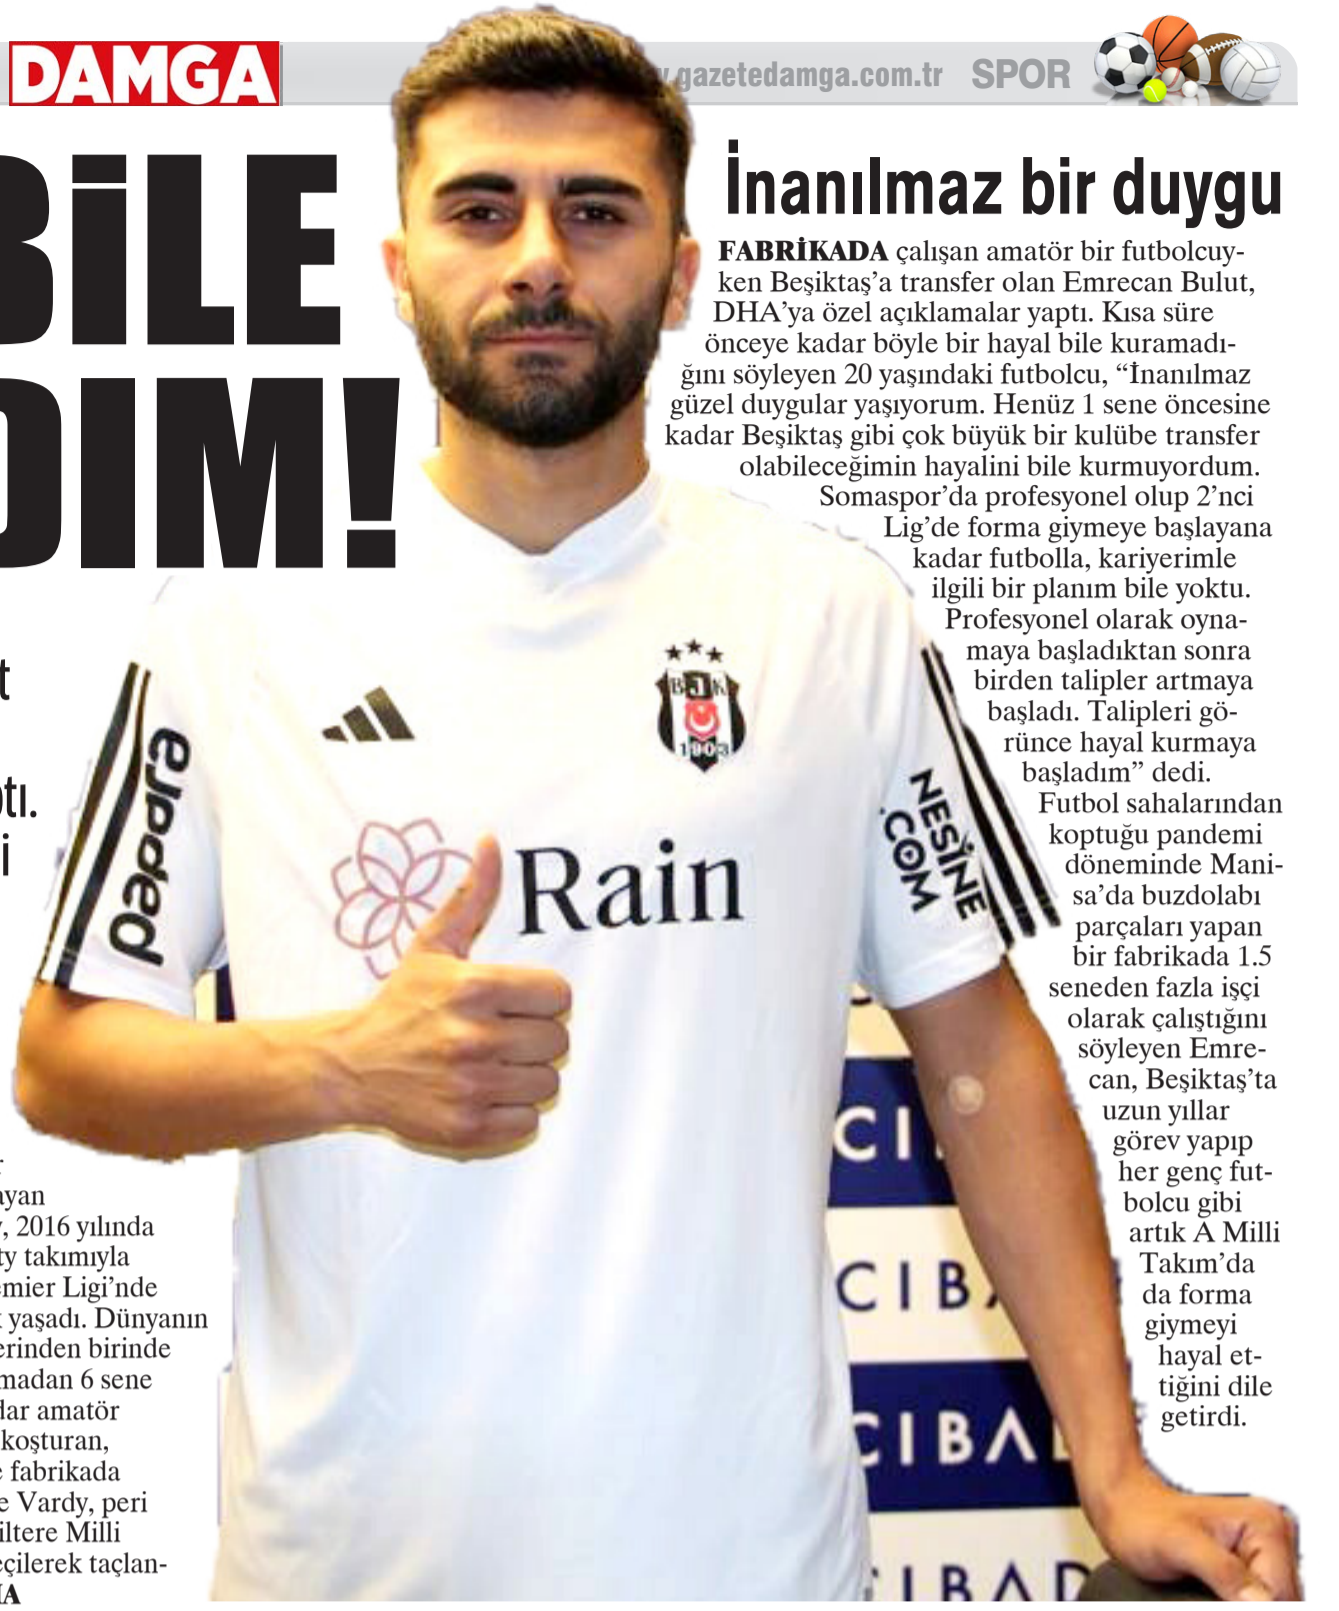 DAMGA
gazetedamga.com.tr SPOR
BİLE
DIM!
İnanılmaz bir duygu
FABRİKADA çalışan amatör bir futbolcuy-
ken Beşiktaş’a transfer olan Emrecan Bulut,
DHA’ya özel açıklamalar yaptı. Kısa süre
önceye kadar böyle bir hayal bile kuramadı-
ğını söyleyen 20 yaşındaki futbolcu, “İnanılmaz
güzel duygular yaşıyorum. Henüz 1 sene öncesine
kadar Beşiktaş gibi çok büyük bir kulübe transfer
olabileceğimin hayalini bile kurmuyordum.
Somaspor’da profesyonel olup 2’nci
Lig’de forma giymeye başlayana
kadar futbolla, kariyerimle
ilgili bir planım bile yoktu.
Profesyonel olarak oyna-
maya başladıktan sonra
birden talipler artmaya
başladı. Talipleri gö-
rünce hayal kurmaya
başladım” dedi.
Futbol sahalarından
koptuğu pandemi
döneminde Mani-
sa’da buzdolabı
parçaları yapan
bir fabrikada 1.5
seneden fazla işçi
olarak çalıştığını
söyleyen Emre-
can, Beşiktaş’ta
uzun yıllar
görev yapıp
her genç fut-
bolcu gibi
artık A Milli
Takım’da
da forma
giymeyi
hayal et-
tiğini dile
getirdi.
t
tı.
i
yan
, 2016 yılında
ty takımıyla
emier Ligi’nde
yaşadı. Dünyanın
erinden birinde
madan 6 sene
dar amatör
koşturan,
fabrikada
e Vardy, peri
iltere Milli
eçilerek taçlan-
papara
BJK
1903
Rain
NESİNE
.COM
CI
CIBA
CIBA
IBAD